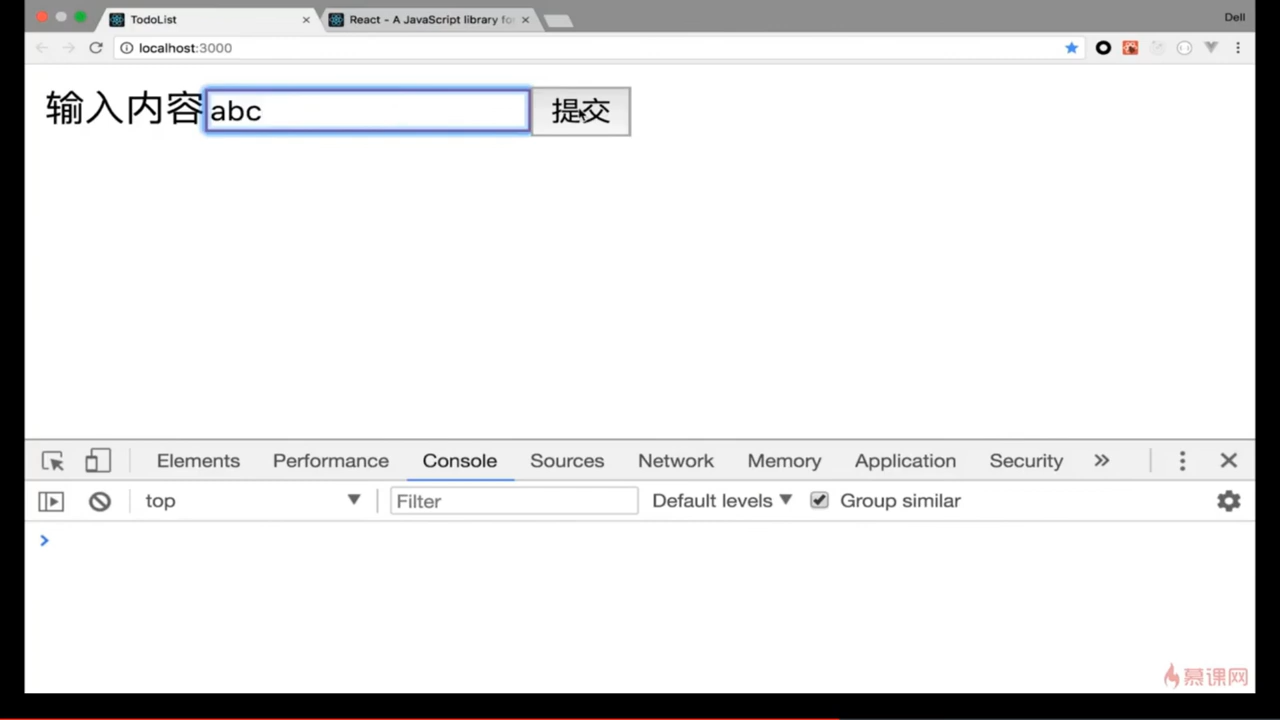 TodoList
React - A JavaScript library for
Dell
localhost:3000
输入内容 abc 提交
Elements Performance Console Sources Network Memory Application Security
top Filter Default levels Group similar
慕课网